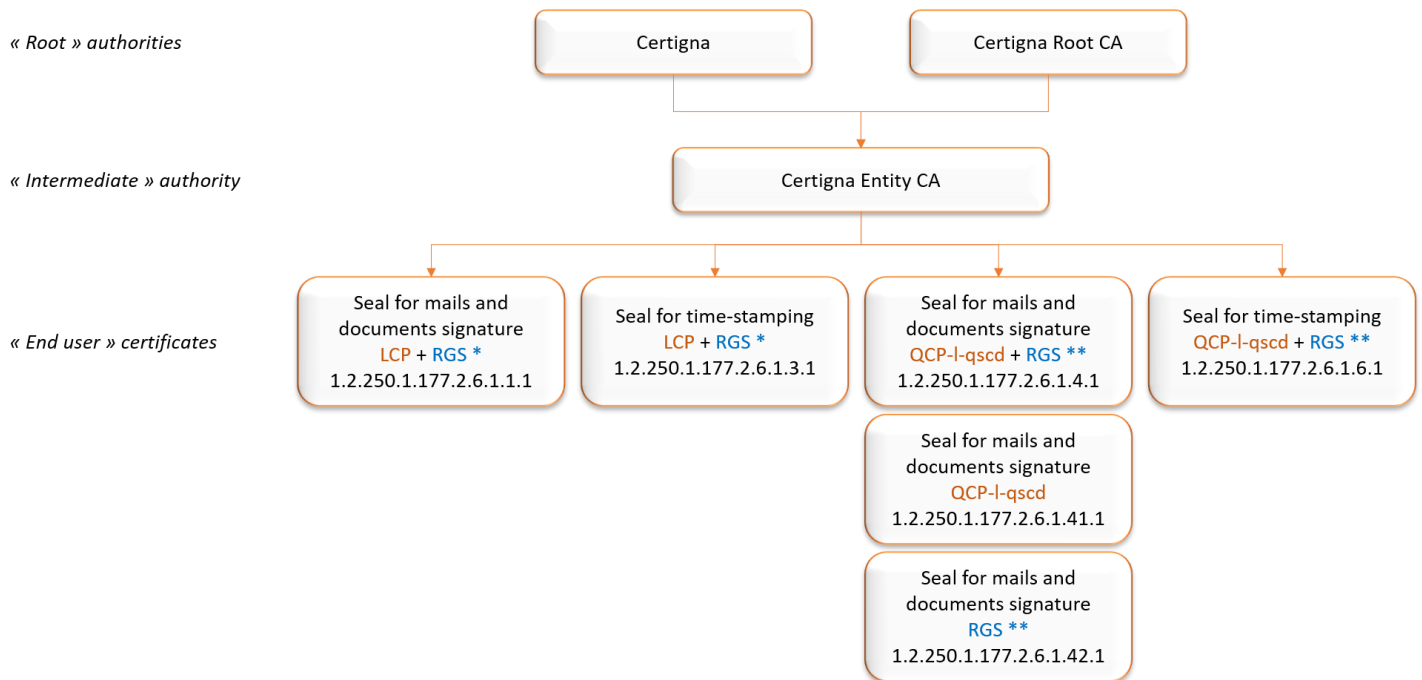 « Root » authorities
Certigna
Certigna Root CA
« Intermediate » authority
Certigna Entity CA
« End user » certificates
Seal for mails and
documents signature
LCP + RGS *
1.2.250.1.177.2.6.1.1.1
Seal for time-stamping
LCP + RGS *
1.2.250.1.177.2.6.1.3.1
Seal for mails and
documents signature
QCP-l-qscd + RGS **
1.2.250.1.177.2.6.1.4.1
Seal for time-stamping
QCP-l-qscd + RGS **
1.2.250.1.177.2.6.1.6.1
Seal for mails and
documents signature
QCP-l-qscd
1.2.250.1.177.2.6.1.41.1
Seal for mails and
documents signature
RGS **
1.2.250.1.177.2.6.1.42.1